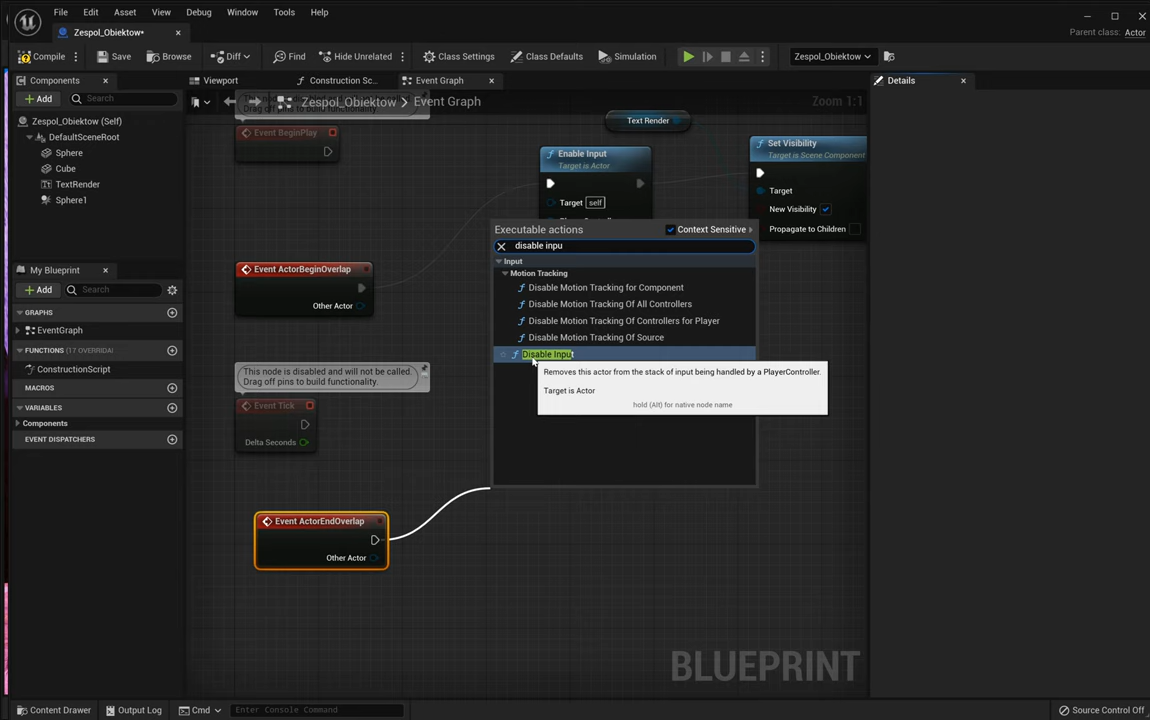 File Edit Asset View Debug Window Tools Help
Zespol_Obiektow*
Parent class: Actor
Compile Save Browse Diff Find Hide Unrelated Class Settings Class Defaults Simulation Zespol_Obiektow
Components
Viewport Construction Sc... Event Graph
Details
Add Search
Zespol_Obiektow > Event Graph
Zoom 1:1
Drag off pins to build functionality.
Zespol_Obiektow (Self)
DefaultSceneRoot
Sphere
Cube
TextRender
Sphere1
Event BeginPlay
Text Render
Enable Input
Target is Actor
Target self
Set Visibility
Target is Scene Component
Target
New Visibility
Propagate to Children
Executable actions Context Sensitive
disable inpu
Input
Motion Tracking
Disable Motion Tracking for Component
Disable Motion Tracking Of All Controllers
Disable Motion Tracking Of Controllers for Player
Disable Motion Tracking Of Source
Disable Input
Removes this actor from the stack of input being handled by a PlayerController.
Target is Actor
hold (Alt) for native node name
Event ActorBeginOverlap
Other Actor
My Blueprint
Add Search
GRAPHS
EventGraph
FUNCTIONS (17 OVERRIDA
ConstructionScript
MACROS
VARIABLES
Components
EVENT DISPATCHERS
This node is disabled and will not be called.
Drag off pins to build functionality.
Event Tick
Delta Seconds
Event ActorEndOverlap
Other Actor
BLUEPRINT
Content Drawer Output Log Cmd Enter Console Command Source Control Off